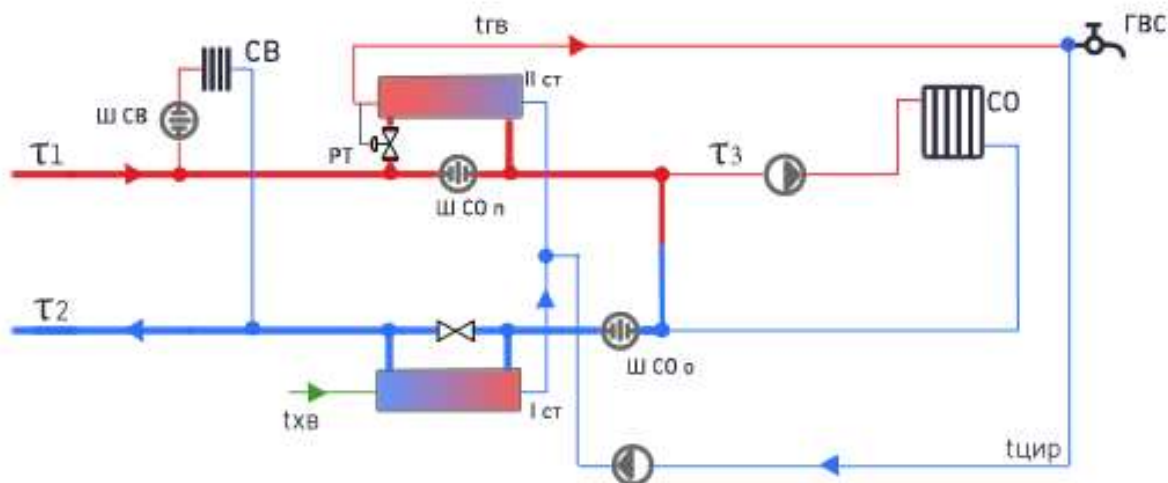 tгв
ГВС
СВ
II ст
СО
Ш СВ
τ1
РТ
τ3
Ш СО п
τ2
Ш СО о
I ст
tхв
tцир